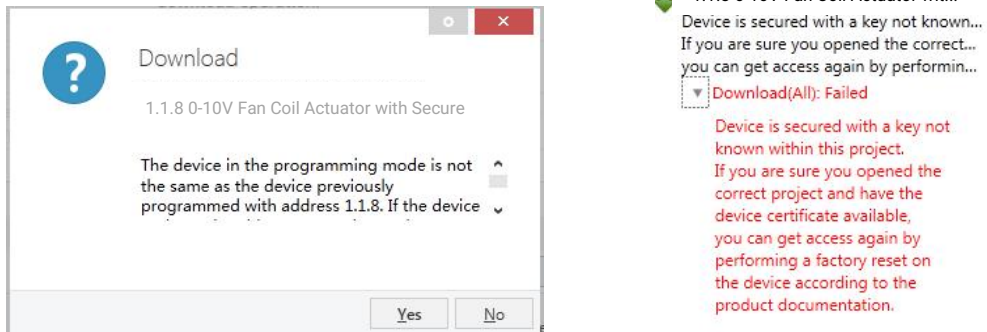 Download
1.1.8 0-10V Fan Coil Actuator with Secure
The device in the programming mode is not
the same as the device previously
programmed with address 1.1.8. If the device
Yes
No
Device is secured with a key not known...
If you are sure you opened the correct...
you can get access again by performin...
Download(All): Failed
Device is secured with a key not
known within this project.
If you are sure you opened the
correct project and have the
device certificate available,
you can get access again by
performing a factory reset on
the device according to the
product documentation.